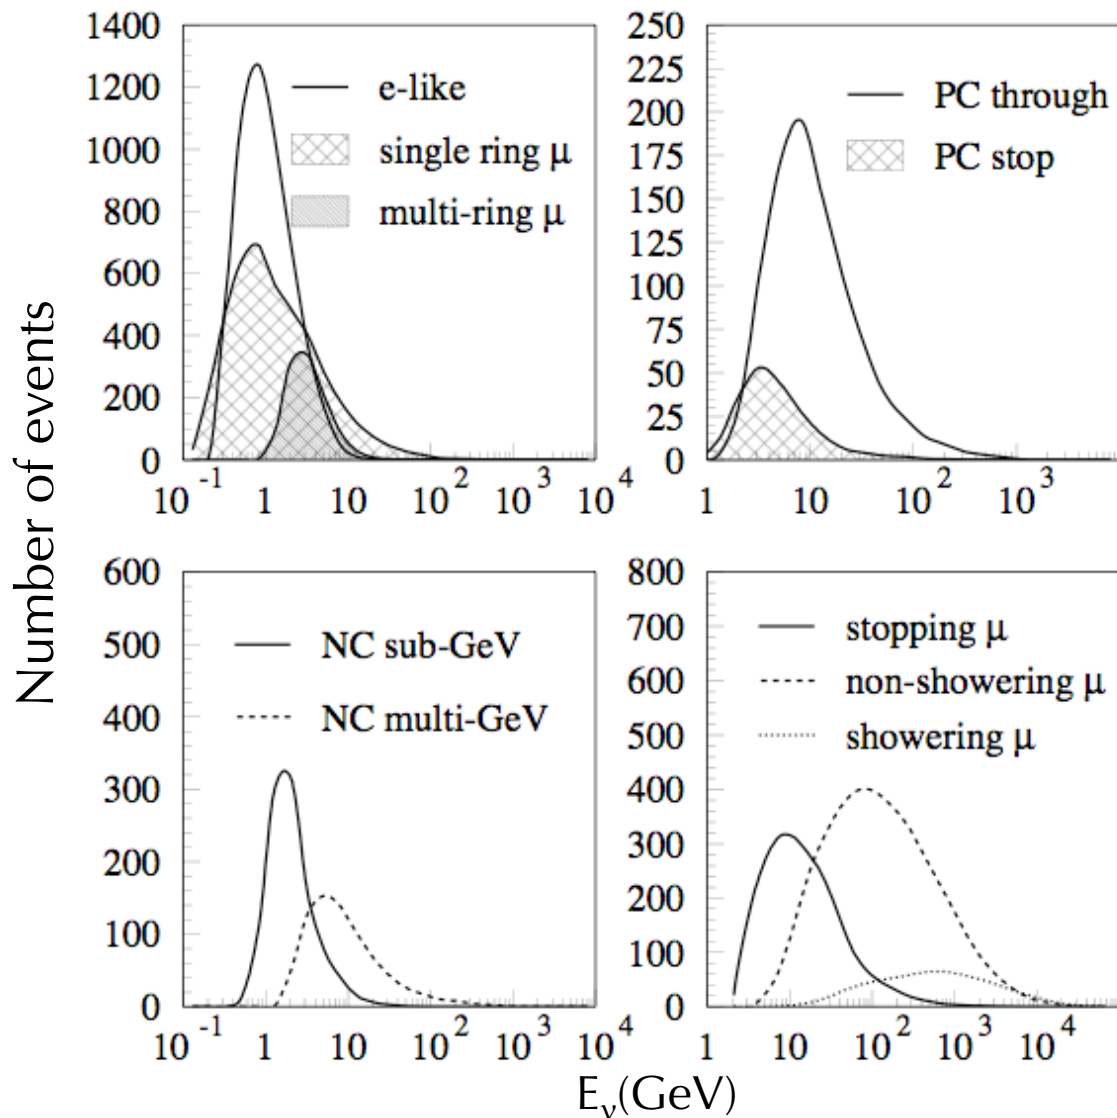 Number of events
1400
1200
1000
800
600
400
200
0
e-like
single ring μ
multi-ring μ
10⁻¹ 1 10 10² 10³ 10⁴
250
225
200
175
150
125
100
75
50
25
0
PC through
PC stop
1 10 10² 10³
600
500
400
300
200
100
0
NC sub-GeV
NC multi-GeV
10⁻¹ 1 10 10² 10³ 10⁴
800
700
600
500
400
300
200
100
0
stopping μ
non-showering μ
showering μ
1 10 10² 10³ 10⁴
Eᵥ(GeV)